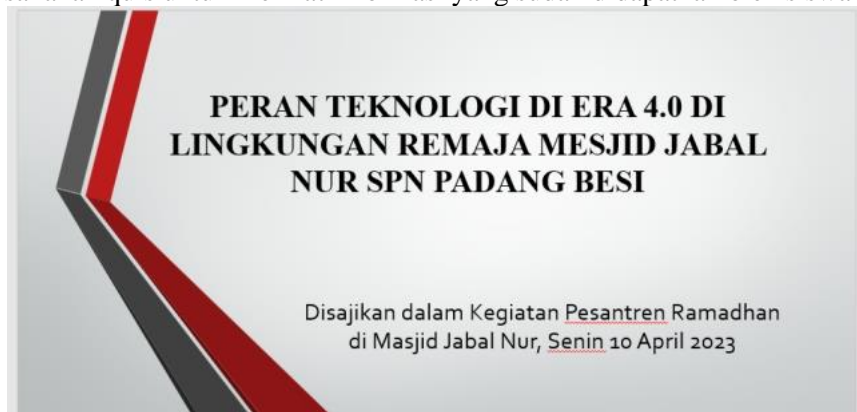 PERAN TEKNOLOGI DI ERA 4.0 DI
LINGKUNGAN REMAJA MESJID JABAL
NUR SPN PADANG BESI
Disajikan dalam Kegiatan Pesantren Ramadhan
di Masjid Jabal Nur, Senin 10 April 2023